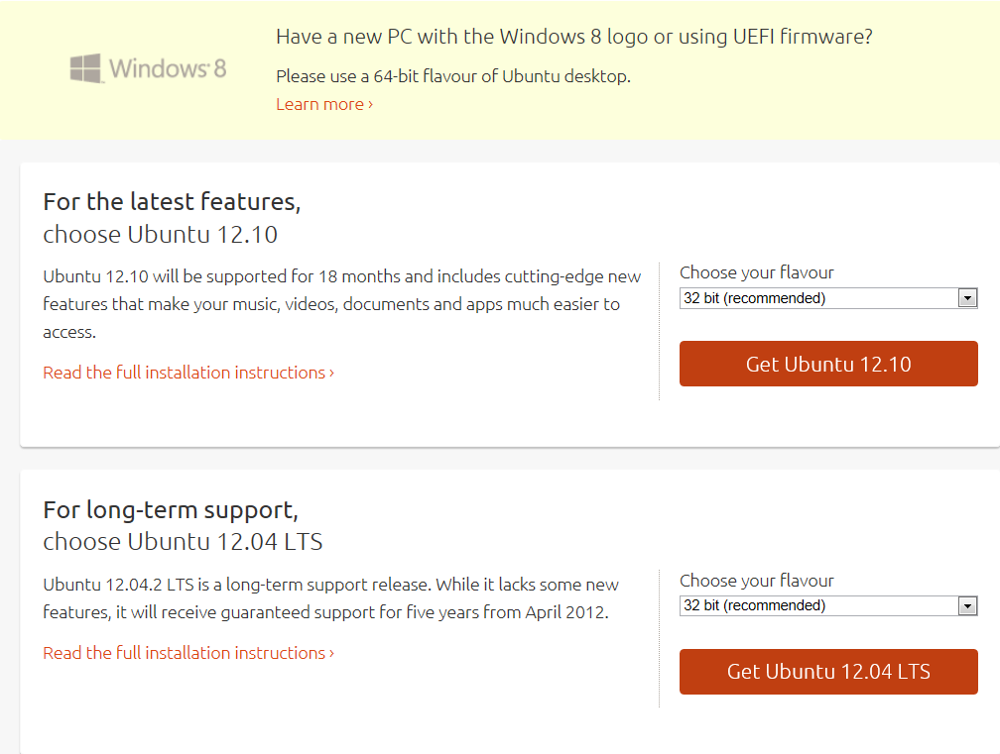 Have a new PC with the Windows 8 logo or using UEFI firmware?
Windows 8
Please use a 64-bit flavour of Ubuntu desktop.
Learn more ›
For the latest features,
choose Ubuntu 12.10
Ubuntu 12.10 will be supported for 18 months and includes cutting-edge new
features that make your music, videos, documents and apps much easier to
access.
Read the full installation instructions ›
Choose your flavour
32 bit (recommended)
Get Ubuntu 12.10
For long-term support,
choose Ubuntu 12.04 LTS
Ubuntu 12.04.2 LTS is a long-term support release. While it lacks some new
features, it will receive guaranteed support for five years from April 2012.
Read the full installation instructions ›
Choose your flavour
32 bit (recommended)
Get Ubuntu 12.04 LTS